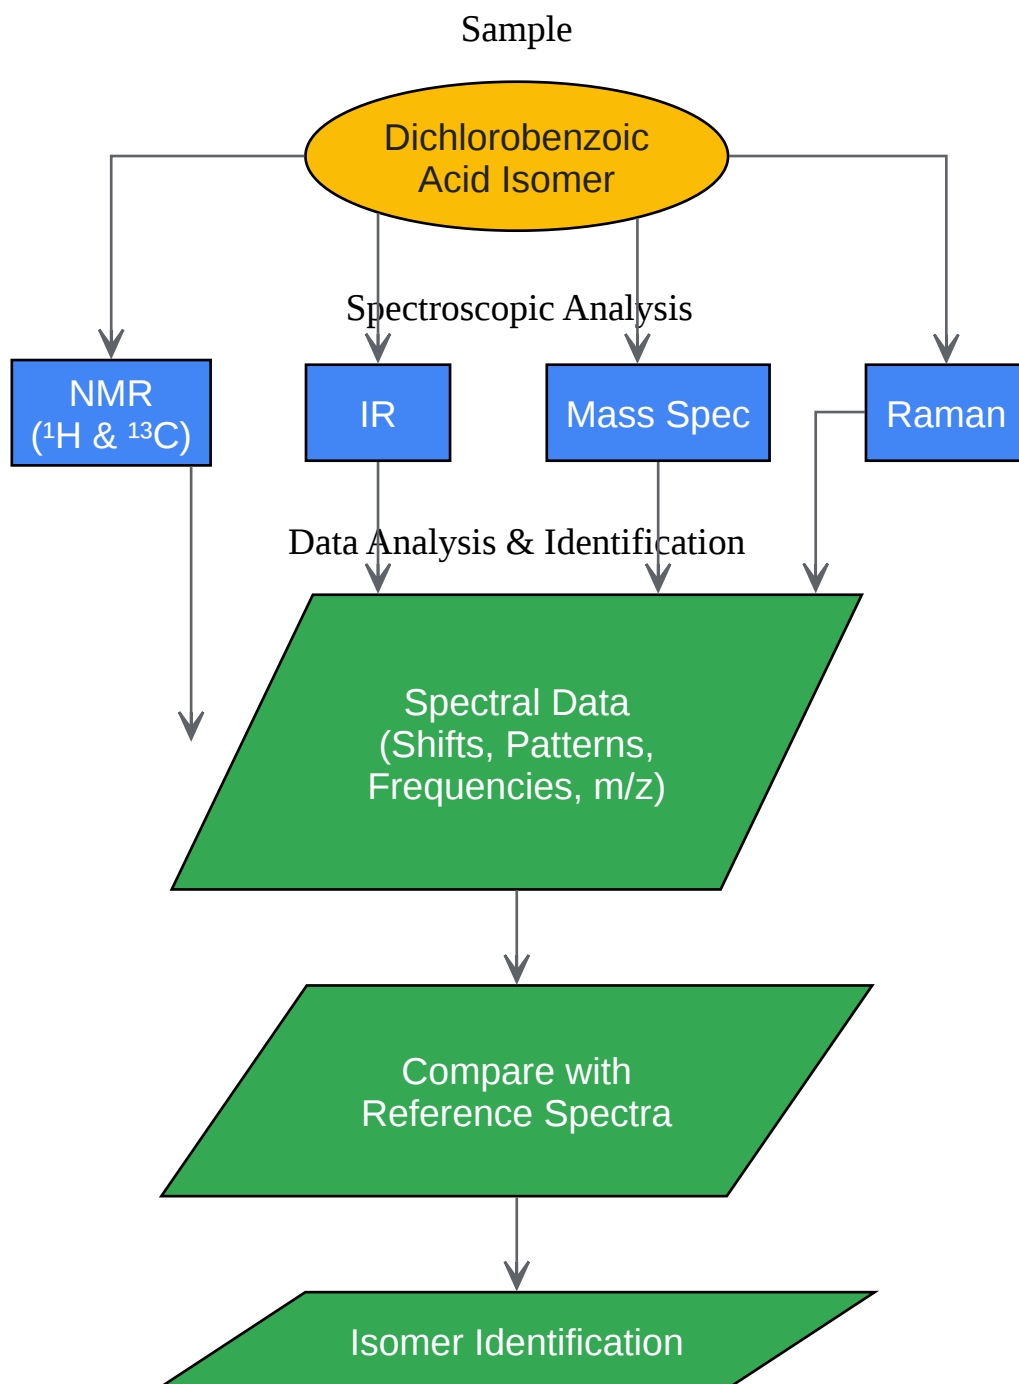 Sample
Dichlorobenzoic
Acid Isomer
Spectroscopic Analysis
NMR
(¹H & ¹³C)
IR
Mass Spec
Raman
Data Analysis & Identification
Spectral Data
(Shifts, Patterns,
Frequencies, m/z)
Compare with
Reference Spectra
Isomer Identification